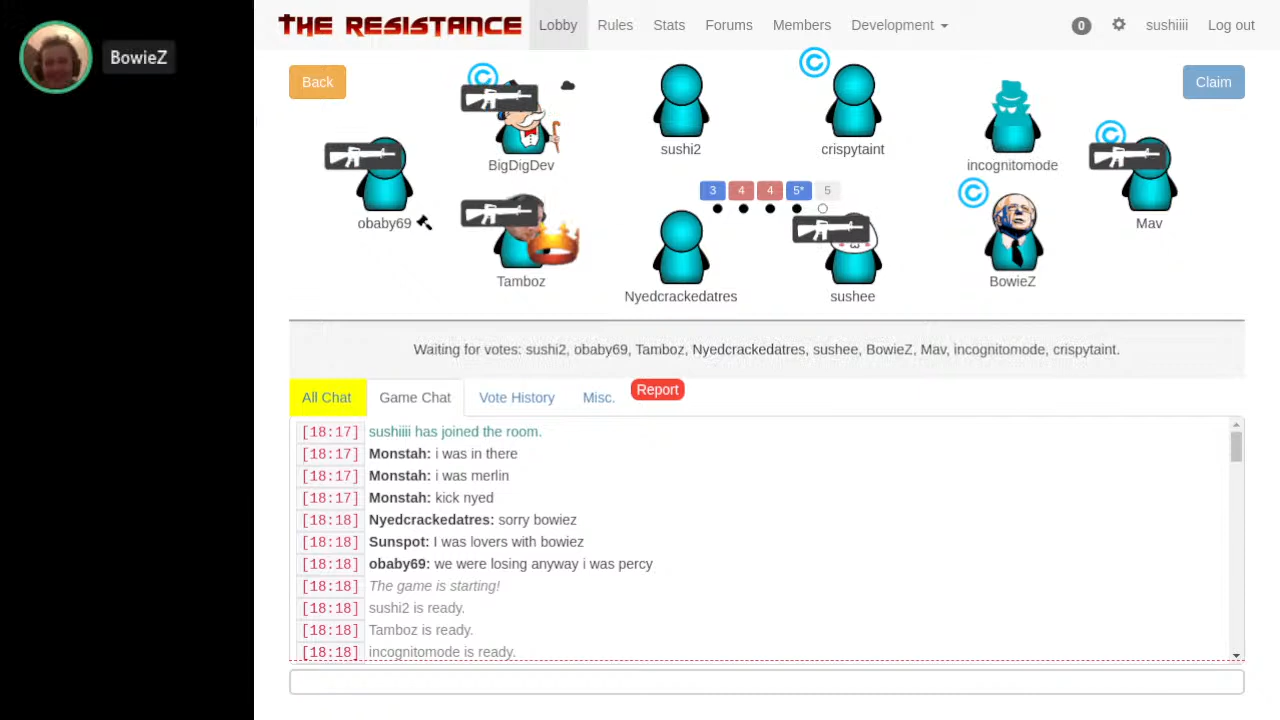 BowieZ
THE RESISTANCE
Lobby
Rules
Stats
Forums
Members
Development
0
sushiiii
Log out
Back
Claim
BigDigDev
sushi2
crispytaint
incognitomode
Mav
obaby69
Tamboz
Nyedcrackedatres
sushee
BowieZ
3
4
4
5*
5
Waiting for votes: sushi2, obaby69, Tamboz, Nyedcrackedatres, sushee, BowieZ, Mav, incognitomode, crispytaint.
All Chat
Game Chat
Vote History
Misc.
Report
[18:17] sushiiii has joined the room.
[18:17] Monstah: i was in there
[18:17] Monstah: i was merlin
[18:17] Monstah: kick nyed
[18:18] Nyedcrackedatres: sorry bowiez
[18:18] Sunspot: I was lovers with bowiez
[18:18] obaby69: we were losing anyway i was percy
[18:18] The game is starting!
[18:18] sushi2 is ready.
[18:18] Tamboz is ready.
[18:18] incognitomode is ready.